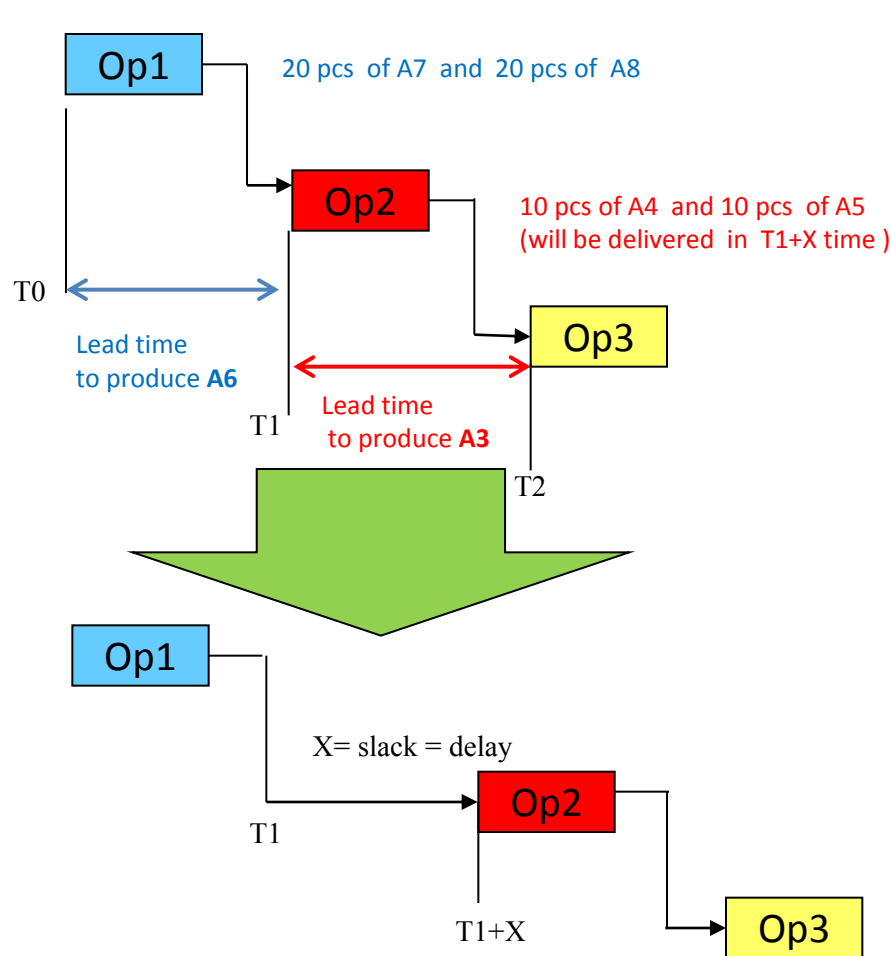 Op1
20 pcs of A7 and 20 pcs of A8
Op2
10 pcs of A4 and 10 pcs of A5
(will be delivered in T1+X time )
T0
Op3
Lead time
to produce A6
Lead time
to produce A3
T1
T2
Op1
X= slack = delay
Op2
T1
T1+X
Op3